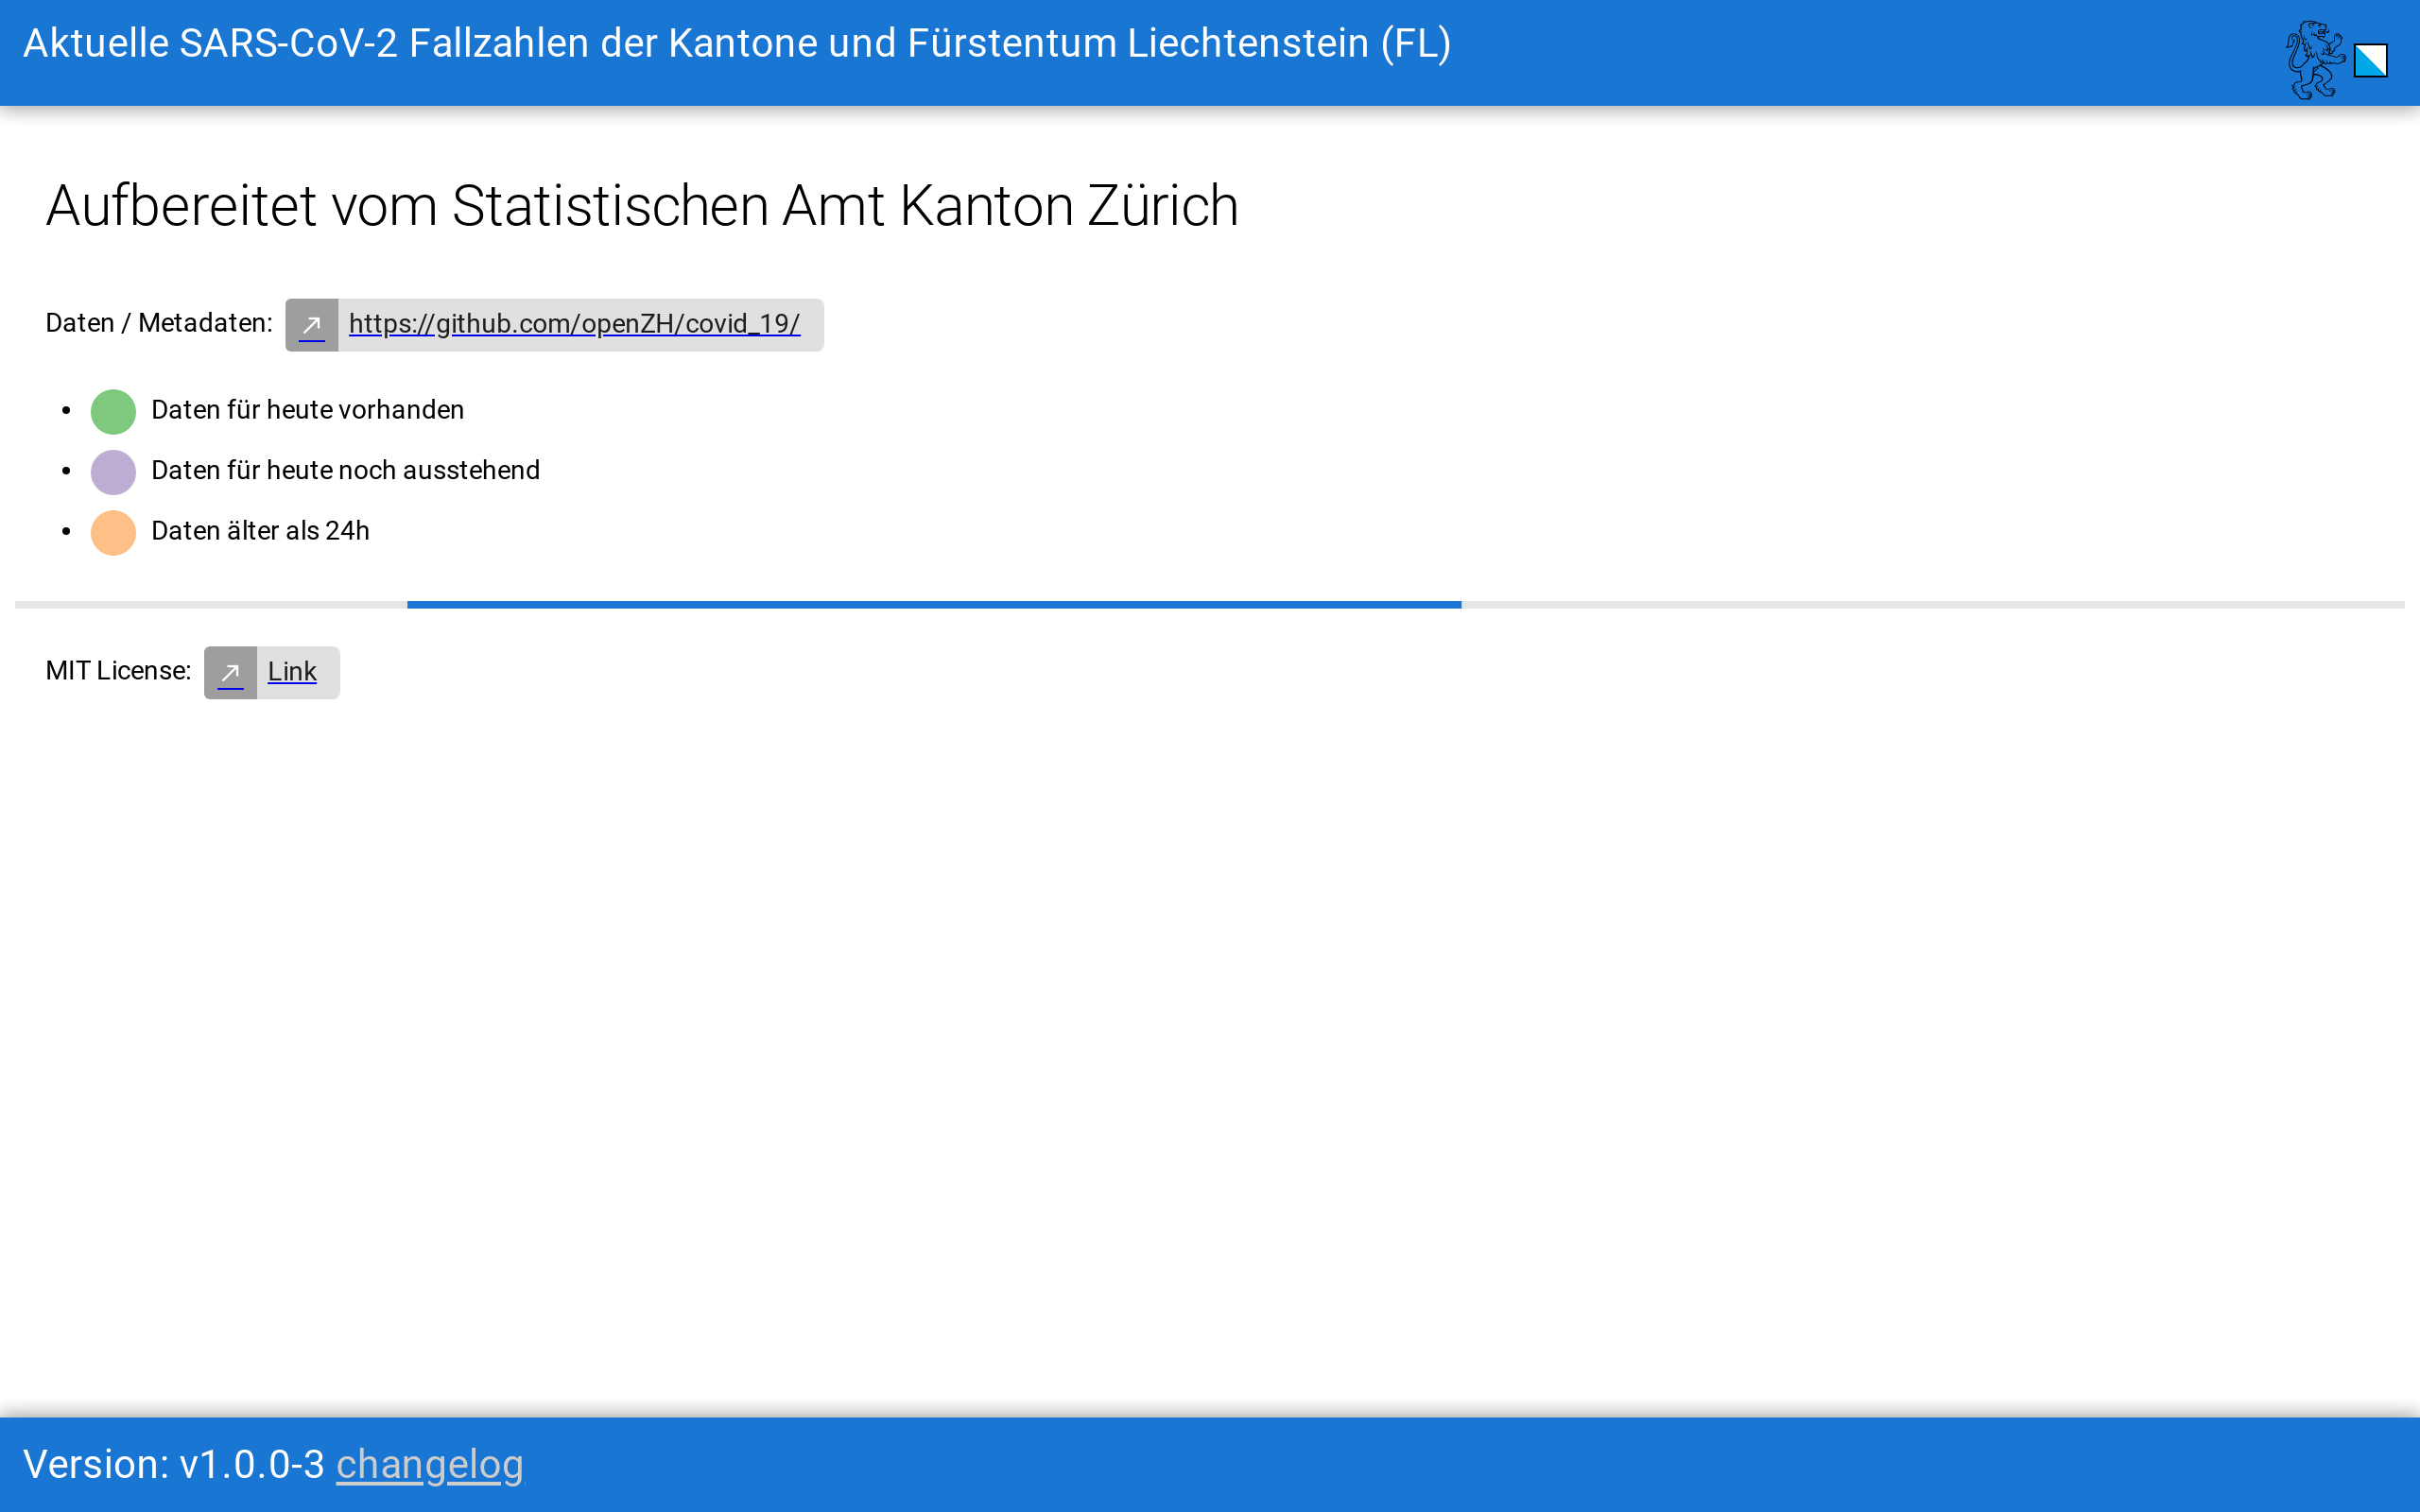 Aktuelle SARS-CoV-2 Fallzahlen der Kantone und Fürstentum Liechtenstein (FL)
Aufbereitet vom Statistischen Amt Kanton Zürich
Daten / Metadaten: https://github.com/openZH/covid_19/
Daten für heute vorhanden
Daten für heute noch ausstehend
Daten älter als 24h
MIT License: Link
Version: v1.0.0-3 changelog